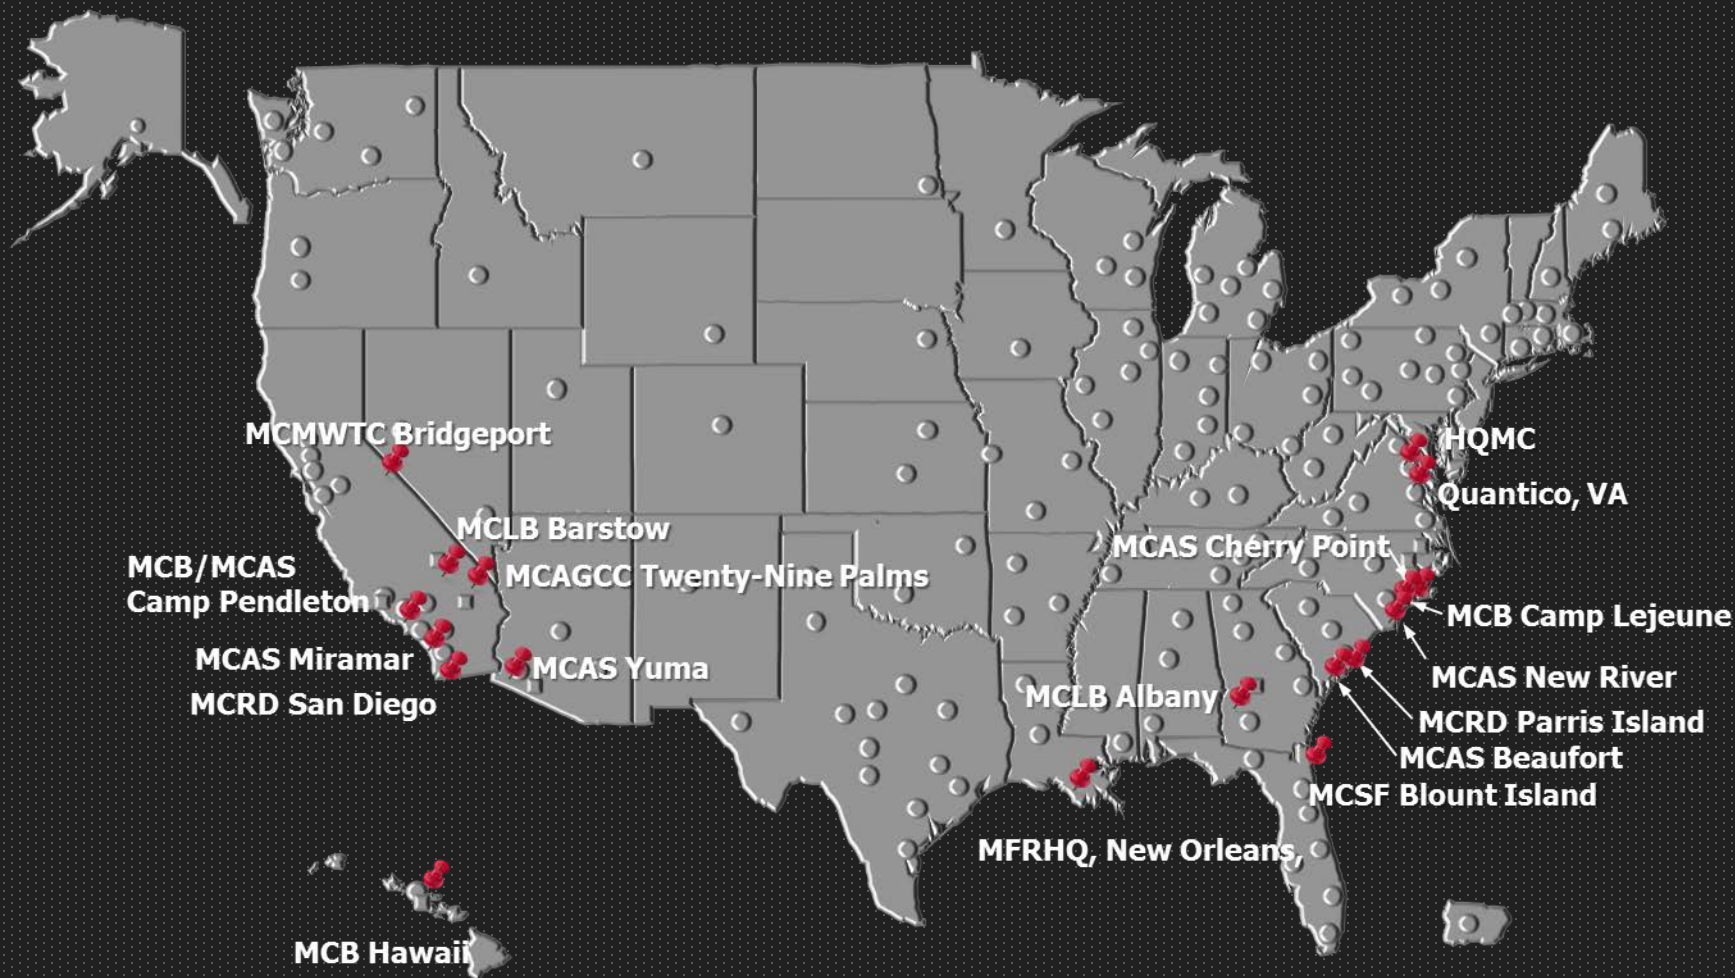 MCMWTC Bridgeport
HQMC
Quantico, VA
MCLB Barstow
MCAS Cherry Point
MCB/MCAS
Camp Pendleton
MCAGCC Twenty-Nine Palms
MCB Camp Lejeune
MCAS Miramar
MCAS Yuma
MCAS New River
MCLB Albany
MCRD San Diego
MCRD Parris Island
MCAS Beaufort
MCSF Blount Island
MFRHQ, New Orleans,
MCB Hawaii